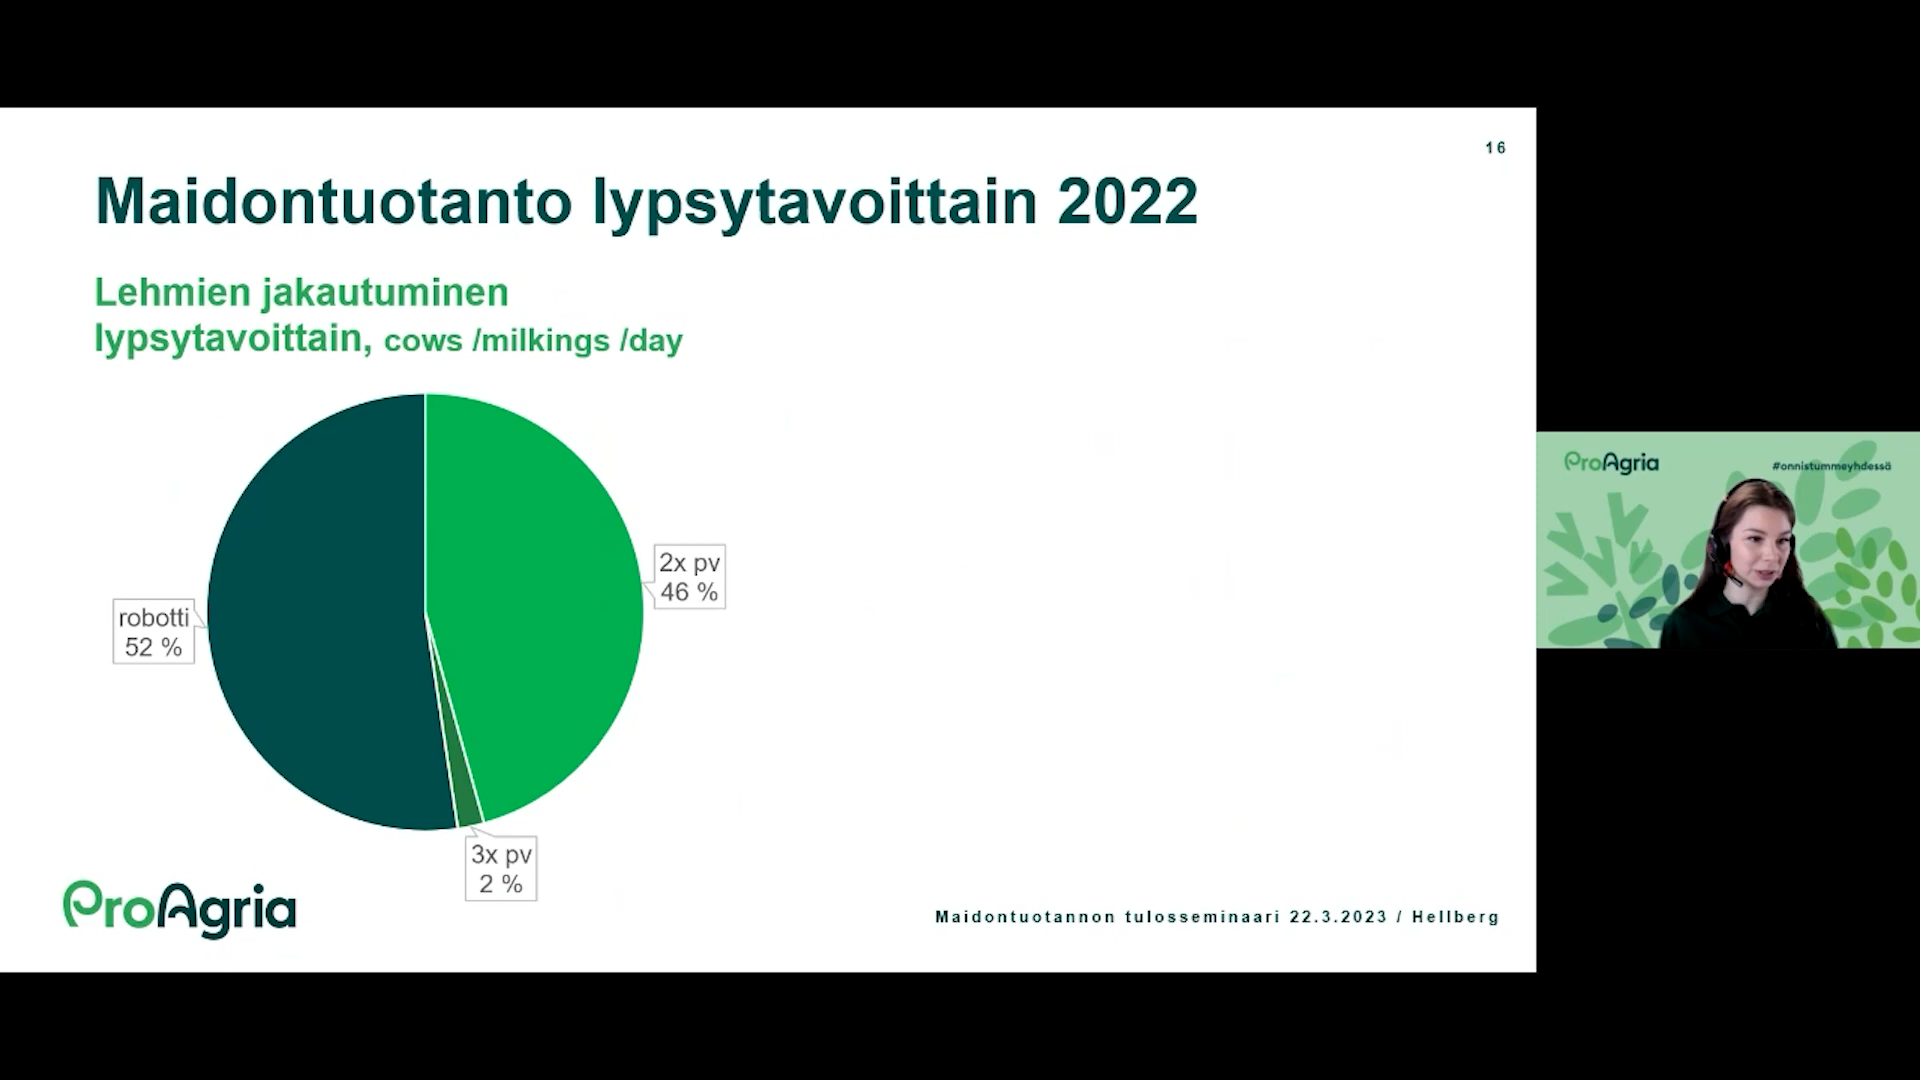 16
Maidontuotanto lypsytavoittain 2022
Lehmien jakautuminen
lypsytavoittain, cows /milkings /day
2x pv
46 %
robotti
52 %
3x pv
2 %
ProAgria
Maidontuotannon tulosseminaari 22.3.2023 / Hellberg
ProAgria
#onnistummeyhdessä